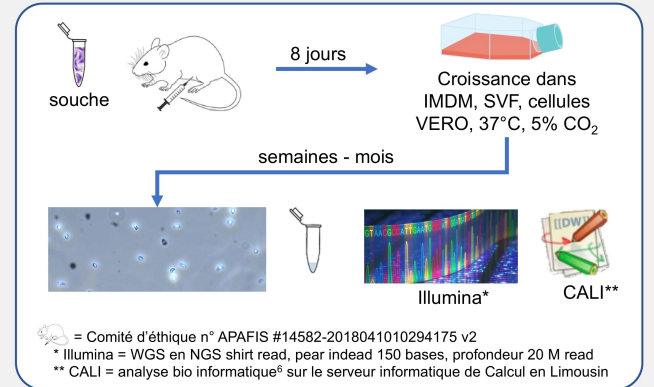 8 jours
souche
Croissance dans
IMDM, SVF, cellules
VERO, 37°C, 5% CO₂
semaines - mois
GTAACGCCATTGAATG
[[DW]]
Illumina*
CALI**
= Comité d'éthique n° APAFIS #14582-2018041010294175 v2
* Illumina = WGS en NGS shirt read, pear indead 150 bases, profondeur 20 M read
** CALI = analyse bio informatique⁶ sur le serveur informatique de Calcul en Limousin